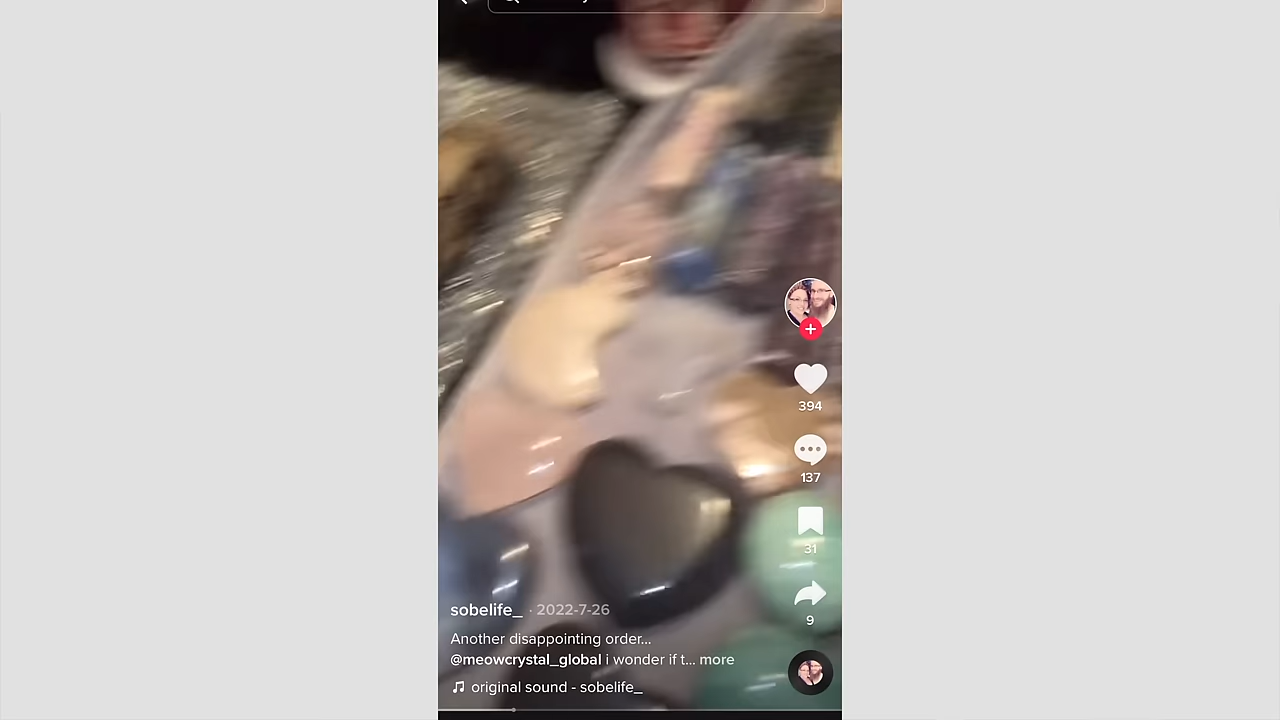 394
137
31
9
sobelife_ · 2022-7-26
Another disappointing order...
@meowcrystal_global i wonder if t... more
original sound - sobelife_